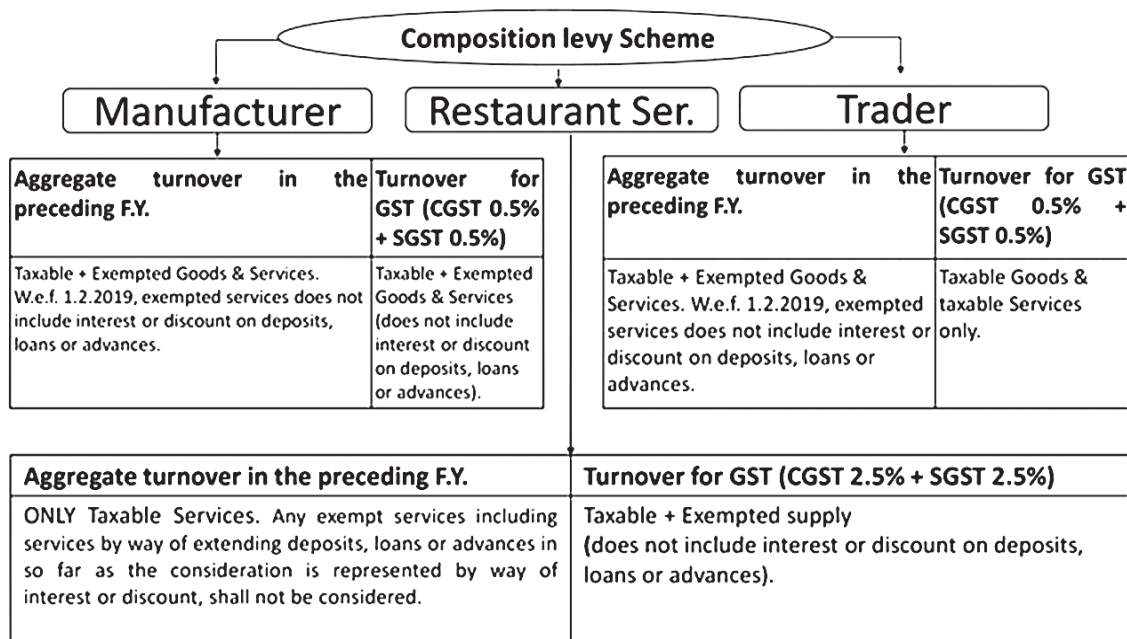 Composition levy Scheme
Manufacturer
Restaurant Ser.
Trader
Aggregate turnover in the
preceding F.Y.
Turnover for
GST (CGST 0.5%
+ SGST 0.5%)
Taxable + Exempted Goods & Services.
W.e.f. 1.2.2019, exempted services does not
include interest or discount on deposits,
loans or advances.
Taxable + Exempted
Goods & Services
(does not include
interest or discount
on deposits, loans
or advances).
Aggregate turnover in the
preceding F.Y.
Turnover for GST
(CGST 0.5% +
SGST 0.5%)
Taxable + Exempted Goods &
Services. W.e.f. 1.2.2019, exempted
services does not include interest or
discount on deposits, loans or
advances.
Taxable Goods &
taxable Services
only.
Aggregate turnover in the preceding F.Y.
Turnover for GST (CGST 2.5% + SGST 2.5%)
ONLY Taxable Services. Any exempt services including
services by way of extending deposits, loans or advances in
so far as the consideration is represented by way of
interest or discount, shall not be considered.
Taxable + Exempted supply
(does not include interest or discount on deposits,
loans or advances).